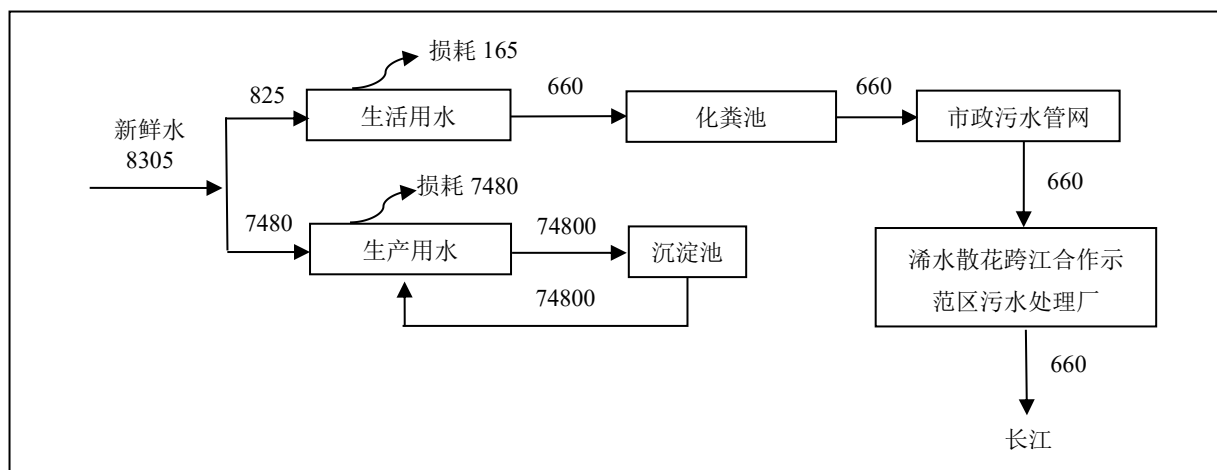 损耗 165
825
660
660
生活用水
化粪池
市政污水管网
新鲜水
8305
损耗 7480
660
7480
74800
生产用水
沉淀池
浠水散花跨江合作示
范区污水处理厂
74800
660
长江